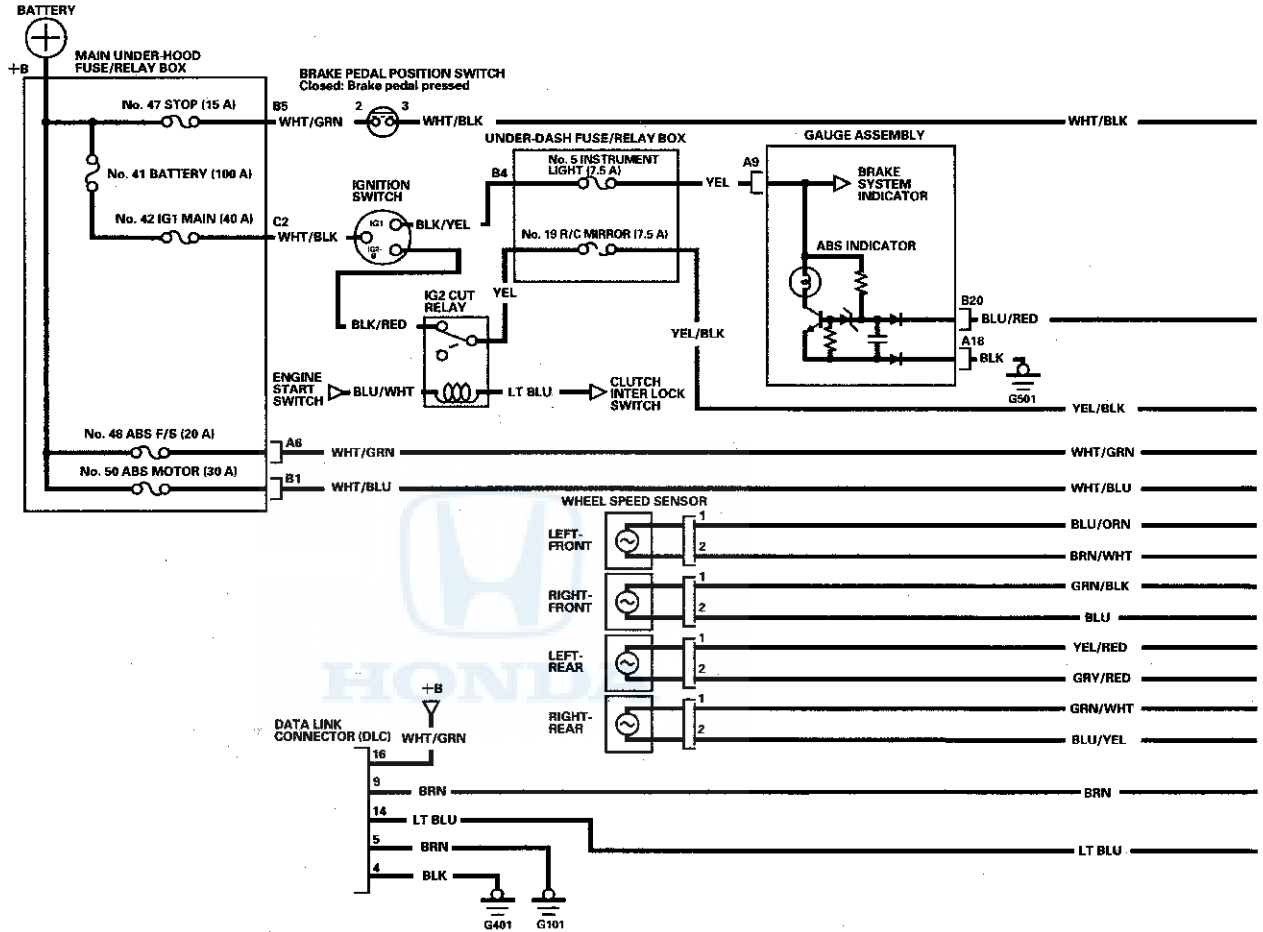 BATTERY
+B
MAIN UNDER-HOOD
FUSE/RELAY BOX
BRAKE PEDAL POSITION SWITCH
Closed: Brake pedal pressed
No. 47 STOP (15 A)
B5
WHT/GRN
2
3
WHT/BLK
WHT/BLK
No. 41 BATTERY (100 A)
No. 42 IG1 MAIN (40 A)
C2
WHT/BLK
IGNITION
SWITCH
IG1
BLK/YEL
UNDER-DASH FUSE/RELAY BOX
B4
No. 5 INSTRUMENT
LIGHT (7.5 A)
YEL
No. 19 R/C MIRROR (7.5 A)
GAUGE ASSEMBLY
A9
BRAKE
SYSTEM
INDICATOR
ABS INDICATOR
B20
BLU/RED
A18
BLK
G501
IG2 CUT
RELAY
YEL
BLK/RED
YEL/BLK
ENGINE
START
SWITCH
BLU/WHT
LT BLU
CLUTCH
INTER LOCK
SWITCH
YEL/BLK
No. 48 ABS F/S (20 A)
A6
WHT/GRN
WHT/GRN
No. 50 ABS MOTOR (30 A)
B1
WHT/BLU
WHT/BLU
WHEEL SPEED SENSOR
LEFT-
FRONT
1
BLU/ORN
2
BRN/WHT
RIGHT-
FRONT
1
GRN/BLK
2
BLU
LEFT-
REAR
1
YEL/RED
2
GRY/RED
RIGHT-
REAR
1
GRN/WHT
2
BLU/YEL
HONDA
+B
DATA LINK
CONNECTOR (DLC)
WHT/GRN
16
9
BRN
BRN
14
LT BLU
LT BLU
5
BRN
4
BLK
G401
G101